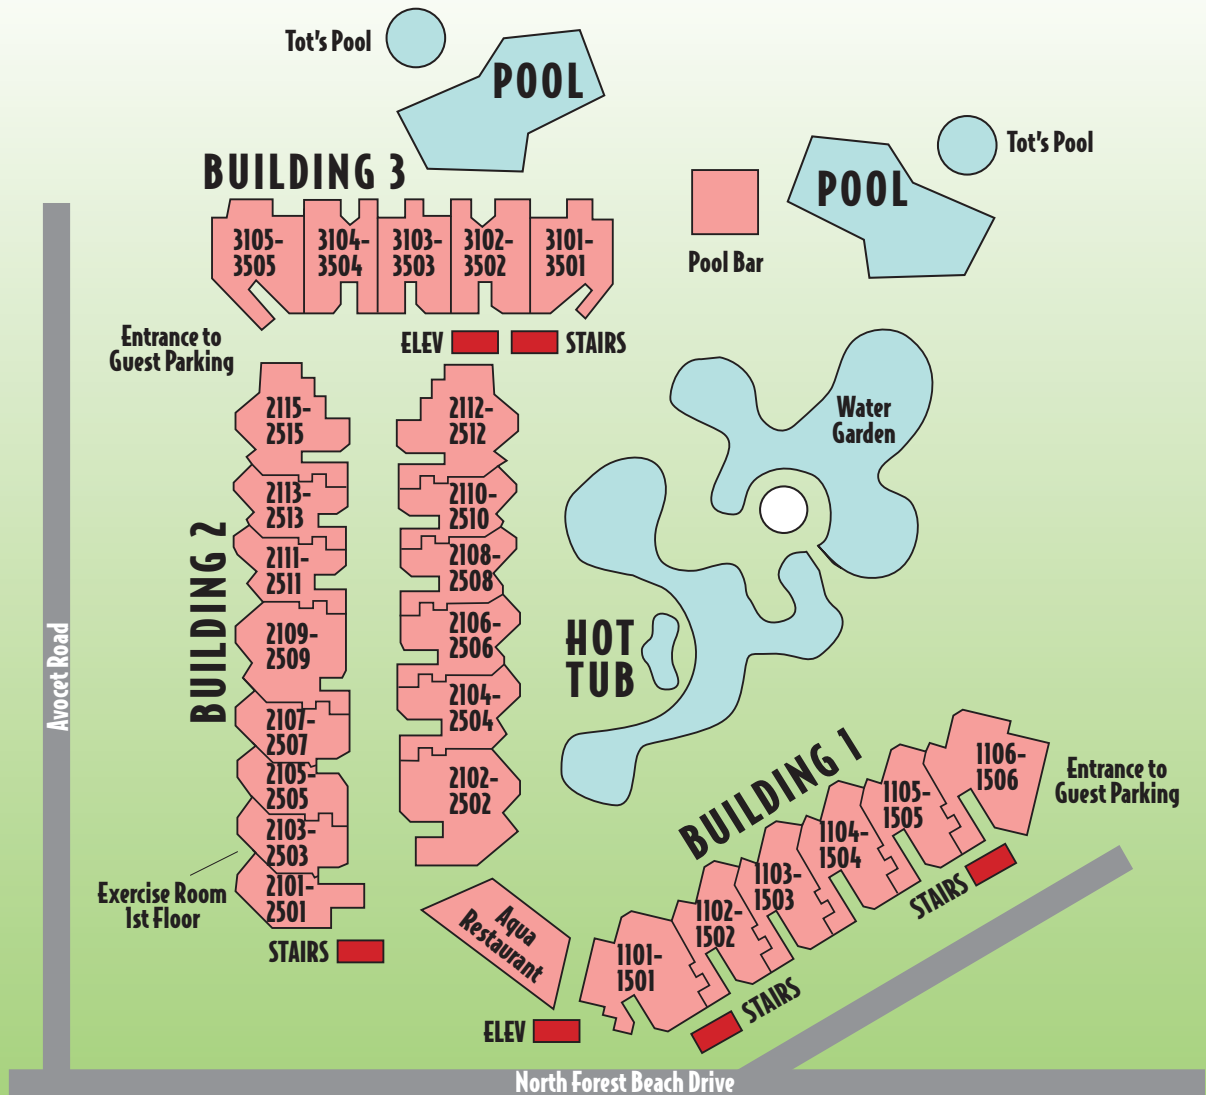 Tot's Pool
POOL
Tot's Pool
POOL
BUILDING 3
Pool Bar
3105-
3505
3104-
3504
3103-
3503
3102-
3502
3101-
3501
Entrance to
Guest Parking
ELEV
STAIRS
BUILDING 2
2115-
2515
2113-
2513
2111-
2511
2109-
2509
2107-
2507
2105-
2505
2103-
2503
2101-
2501
2112-
2512
2110-
2510
2108-
2508
2106-
2506
2104-
2504
2102-
2502
Water
Garden
HOT
TUB
Avocet Road
Exercise Room
1st Floor
STAIRS
Aqua
Restaurant
ELEV
BUILDING 1
1101-
1501
1102-
1502
1103-
1503
1104-
1504
1105-
1505
1106-
1506
Entrance to
Guest Parking
STAIRS
STAIRS
North Forest Beach Drive